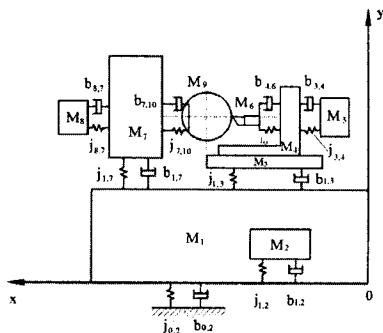 y
b8,7
b7,10
M9
M6
b4,6
b3,4
M8
M7
M4
M3
j8,7
j7,10
j3,4
M5
j1,7
b1,7
j1,3
b1,3
M1
M2
x
0
j0,2
b0,2
j1,2
b1,2